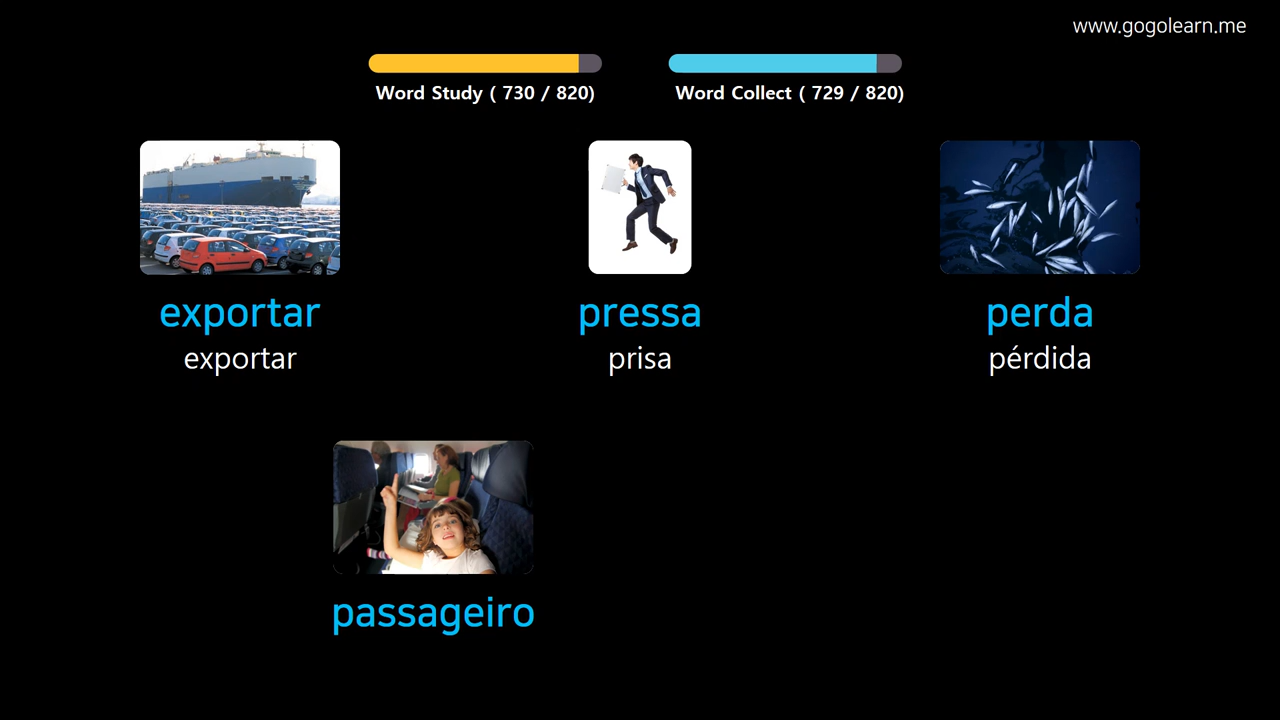 www.gogolearn.me
Word Study ( 730 / 820)
Word Collect ( 729 / 820)
exportar
exportar
pressa
prisa
perda
pérdida
passageiro